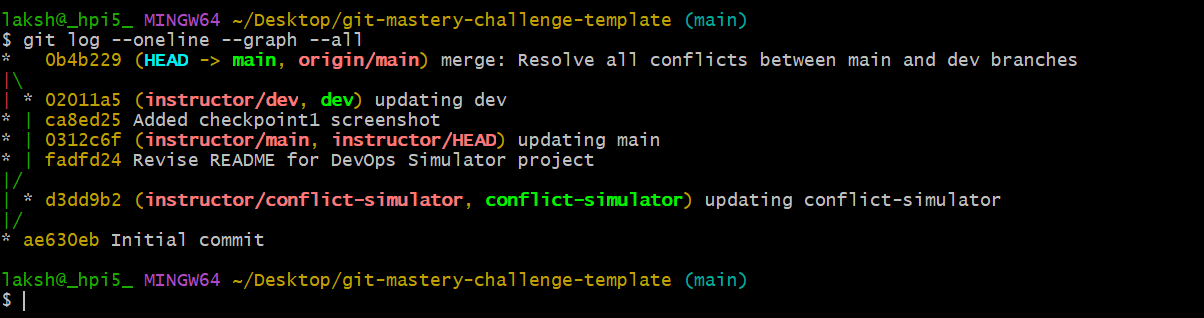 laksh@_hpi5_ MINGW64 ~/Desktop/git-mastery-challenge-template (main)
$ git log --oneline --graph --all
*   0b4b229 (HEAD -> main, origin/main) merge: Resolve all conflicts between main and dev branches
|\
| * 02011a5 (instructor/dev, dev) updating dev
* | ca8ed25 Added checkpoint1 screenshot
* | 0312c6f (instructor/main, instructor/HEAD) updating main
* | fadfd24 Revise README for DevOps Simulator project
|/
| * d3dd9b2 (instructor/conflict-simulator, conflict-simulator) updating conflict-simulator
|/
* ae630eb Initial commit
laksh@_hpi5_ MINGW64 ~/Desktop/git-mastery-challenge-template (main)
$